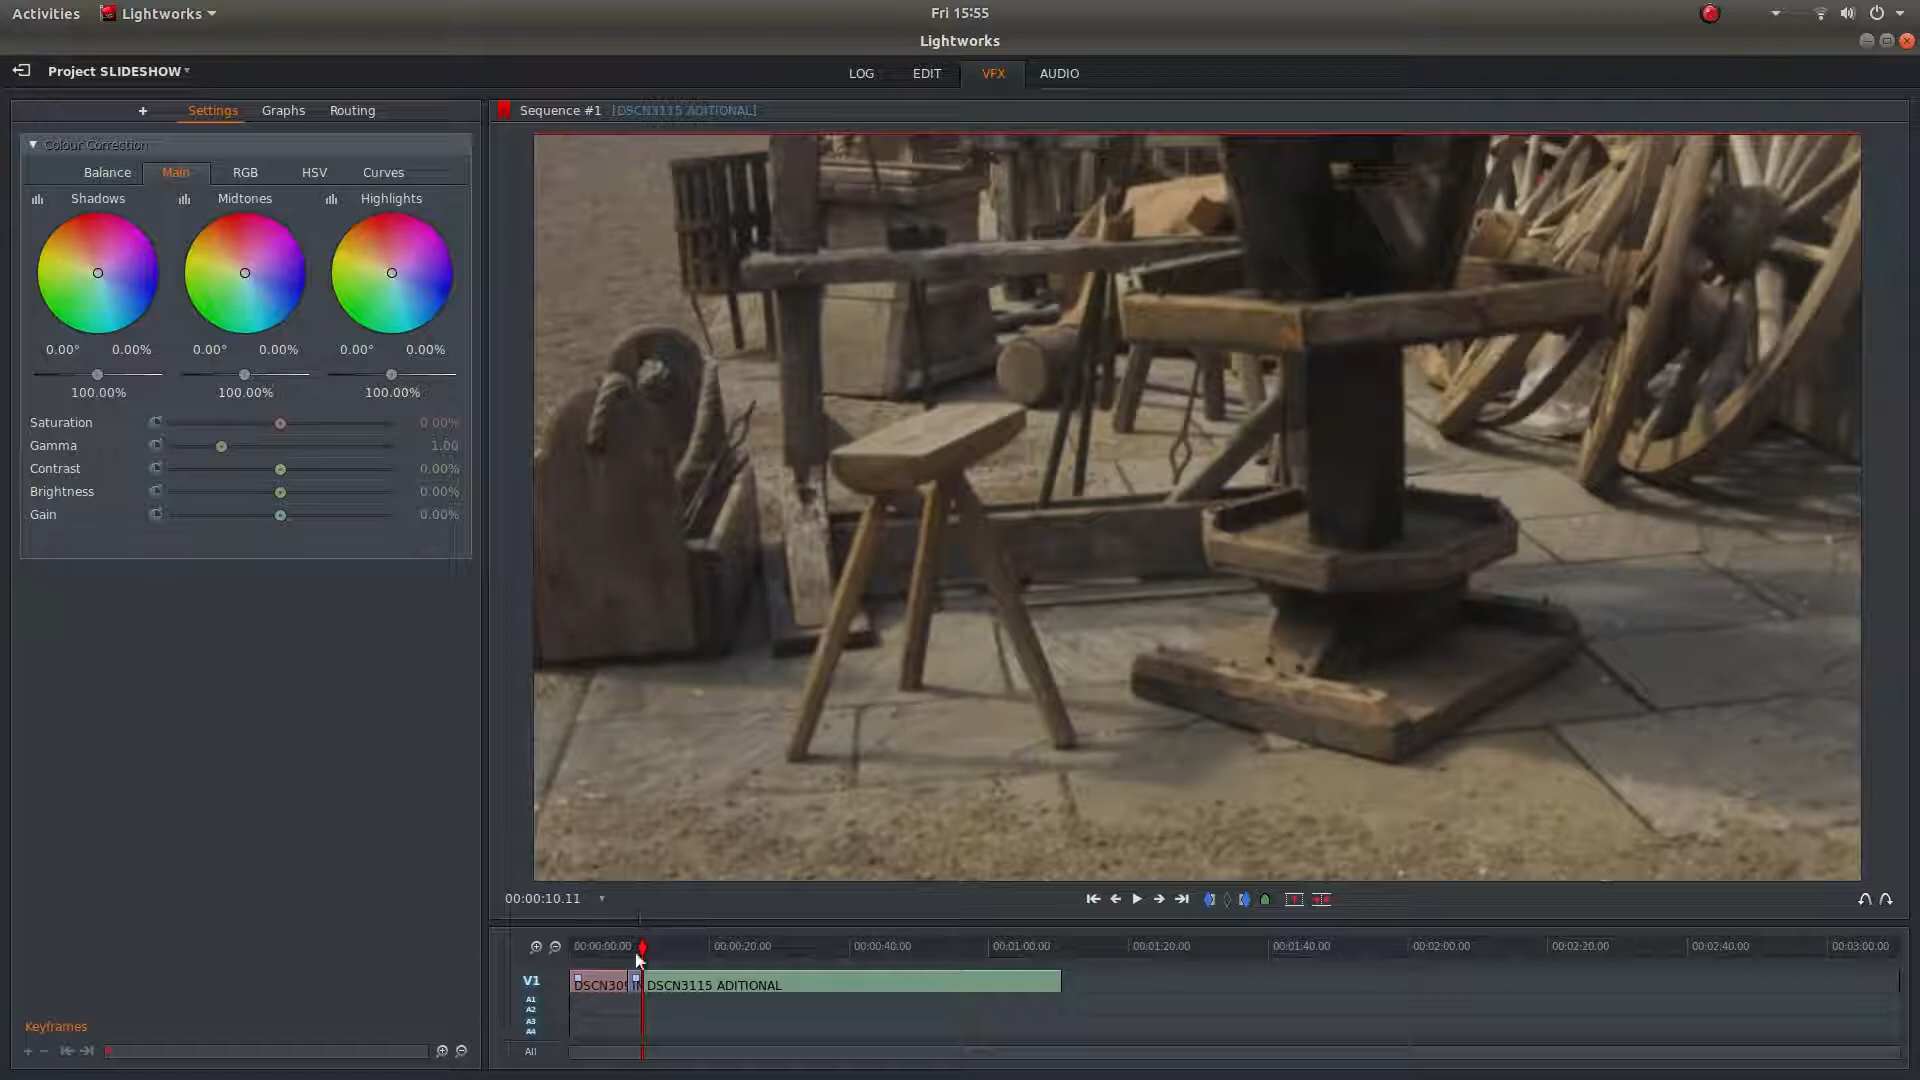 Activities Lightworks Fri 15:55
Lightworks
Project SLIDESHOW LOG EDIT VFX AUDIO
+ Settings Graphs Routing Sequence #1 [DSCN3115 ADITIONAL]
Colour Correction
Balance Main RGB HSV Curves
Shadows Midtones Highlights
0.00° 0.00% 0.00° 0.00% 0.00° 0.00%
100.00% 100.00% 100.00%
Saturation 0.00%
Gamma 1.00
Contrast 0.00%
Brightness 0.00%
Gain 0.00%
00:00:10.11
00:00:00.00 00:00:20.00 00:00:40.00 00:01:00.00 00:01:20.00 00:01:40.00 00:02:00.00 00:02:20.00 00:02:40.00 00:03:00.00
V1 DSCN309 DSCN3115 ADITIONAL
A1
A2
A3
A4
Keyframes
All